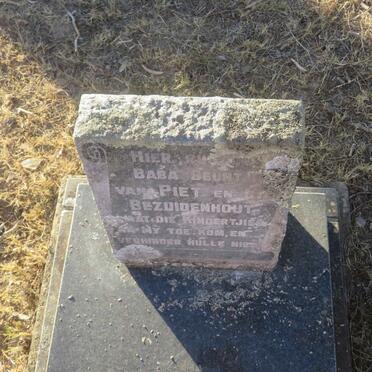 HIER
BABA
VAN PIET EN
BEZUIDENHOUT
LAAT DIE KINDERTJIES
NA MY TOE KOM, EN
VERHINDER HULLE NIE